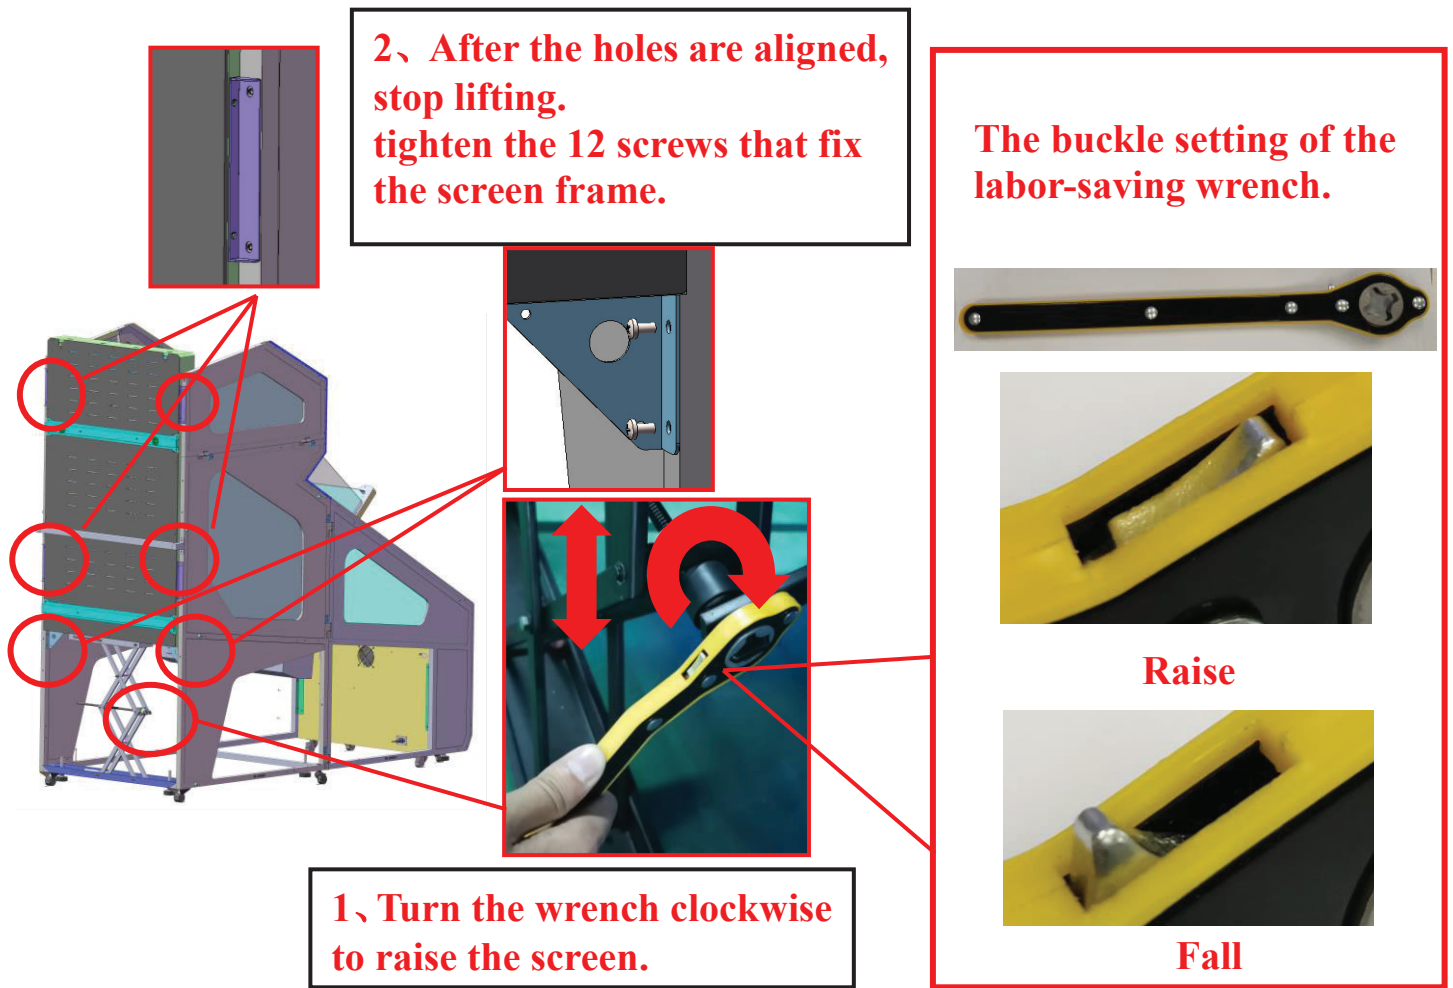 2、After the holes are aligned,
stop lifting.
tighten the 12 screws that fix
the screen frame.
The buckle setting of the
labor-saving wrench.
Raise
Fall
1、Turn the wrench clockwise
to raise the screen.